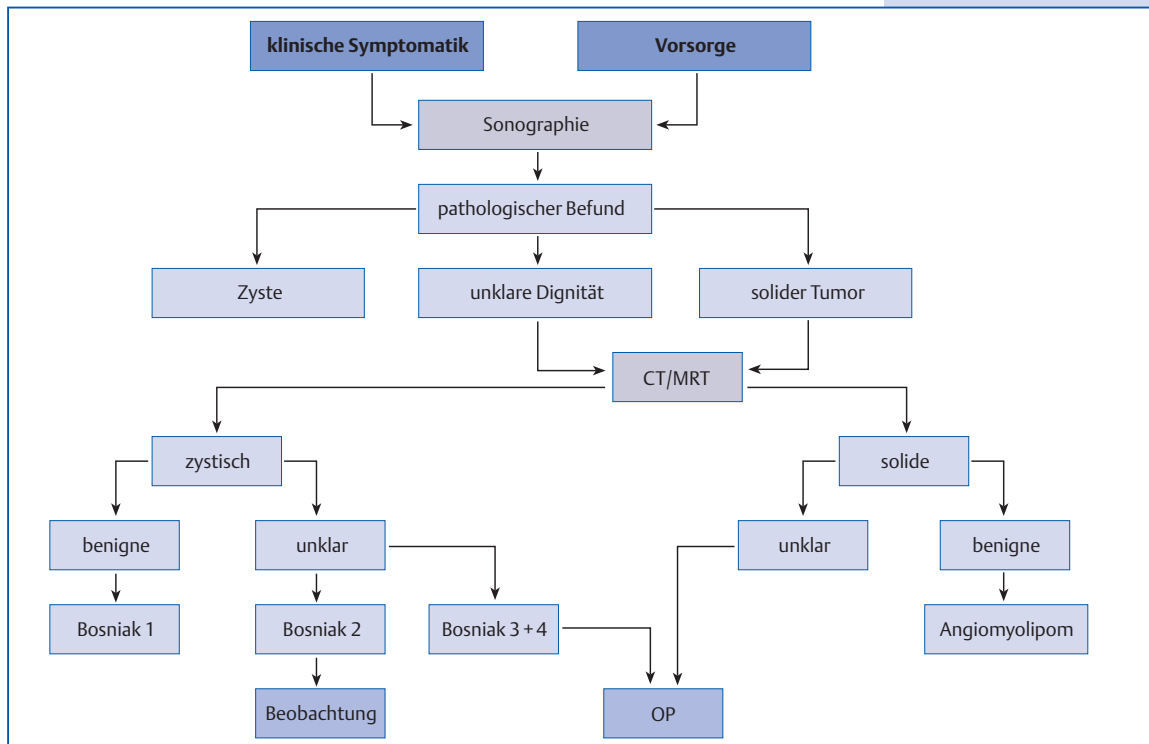 klinische Symptomatik
Vorsorge
Sonographie
pathologischer Befund
Zyste
unklare Dignität
solider Tumor
CT/MRT
zystisch
solide
benigne
unklar
unklar
benigne
Bosniak 1
Bosniak 2
Bosniak 3 + 4
Angiomyolipom
Beobachtung
OP